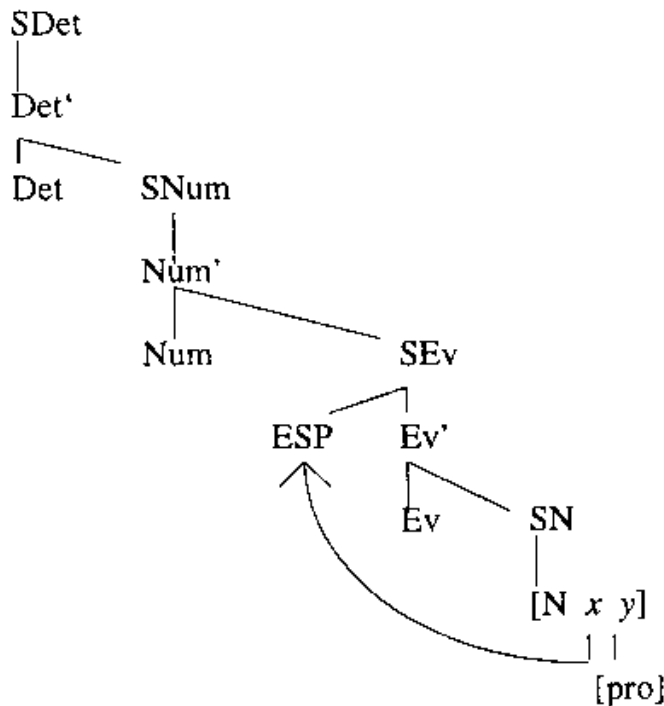 SDet
Det‘
Det SNum
Num’
Num SEv
ESP Ev’
Ev SN
[N x y]
[pro]